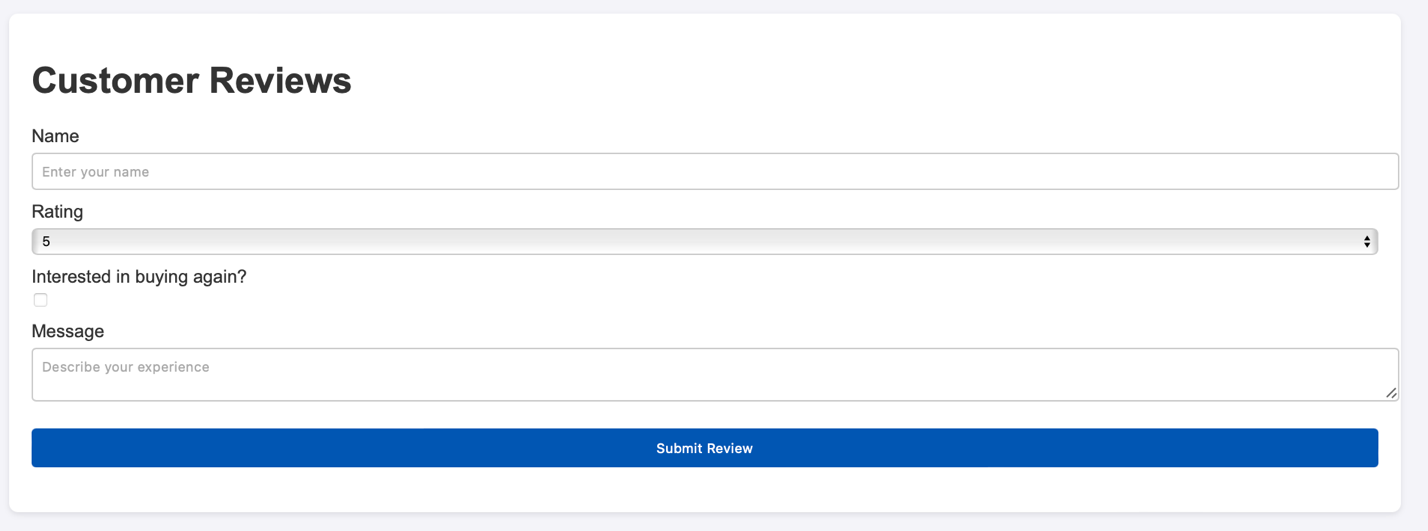 Customer Reviews
Name
Enter your name
Rating
5
Interested in buying again?
Message
Describe your experience
Submit Review